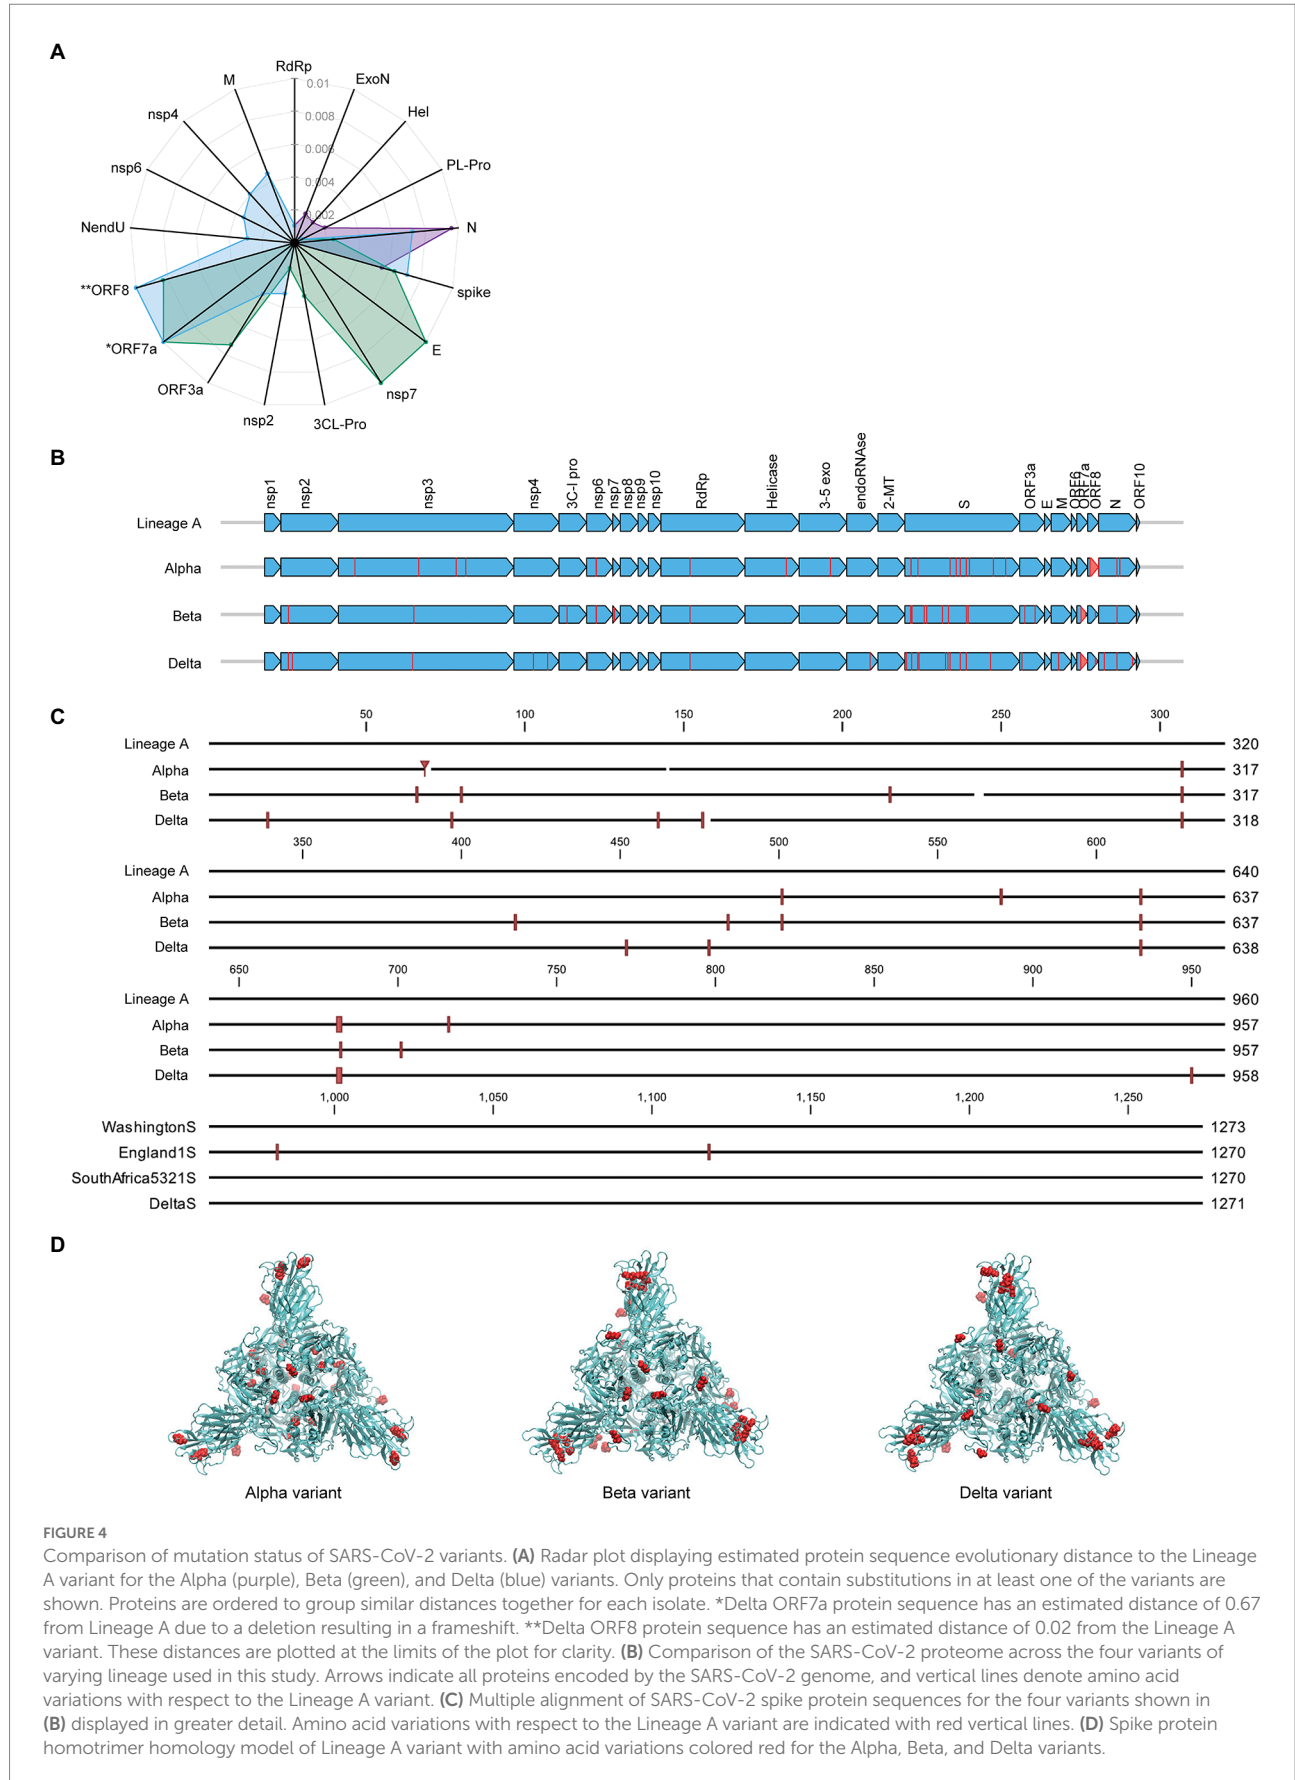 A
RdRp
M
ExoN
0.01
nsp4
Hel
0.008
0.006
nsp6
PL-Pro
0.004
0.002
NendU
N
**ORF8
spike
*ORF7a
E
ORF3a
nsp7
nsp2
3CL-Pro
B
nsp1 nsp2 nsp3 nsp4 3C-l pro nsp6 nsp7 nsp8 nsp9 nsp10 RdRp Helicase 3-5 exo endoRNAse 2-MT S ORF3a E M ORF6 ORF7a ORF8 N ORF10
Lineage A
Alpha
Beta
Delta
C
50 100 150 200 250 300
Lineage A 320
Alpha 317
Beta 317
Delta 318
350 400 450 500 550 600
Lineage A 640
Alpha 637
Beta 637
Delta 638
650 700 750 800 850 900 950
Lineage A 960
Alpha 957
Beta 957
Delta 958
1,000 1,050 1,100 1,150 1,200 1,250
WashingtonS 1273
England1S 1270
SouthAfrica5321S 1270
DeltaS 1271
D
Alpha variant Beta variant Delta variant
FIGURE 4
Comparison of mutation status of SARS-CoV-2 variants. (A) Radar plot displaying estimated protein sequence evolutionary distance to the Lineage
A variant for the Alpha (purple), Beta (green), and Delta (blue) variants. Only proteins that contain substitutions in at least one of the variants are
shown. Proteins are ordered to group similar distances together for each isolate. *Delta ORF7a protein sequence has an estimated distance of 0.67
from Lineage A due to a deletion resulting in a frameshift. **Delta ORF8 protein sequence has an estimated distance of 0.02 from the Lineage A
variant. These distances are plotted at the limits of the plot for clarity. (B) Comparison of the SARS-CoV-2 proteome across the four variants of
varying lineage used in this study. Arrows indicate all proteins encoded by the SARS-CoV-2 genome, and vertical lines denote amino acid
variations with respect to the Lineage A variant. (C) Multiple alignment of SARS-CoV-2 spike protein sequences for the four variants shown in
(B) displayed in greater detail. Amino acid variations with respect to the Lineage A variant are indicated with red vertical lines. (D) Spike protein
homotrimer homology model of Lineage A variant with amino acid variations colored red for the Alpha, Beta, and Delta variants.